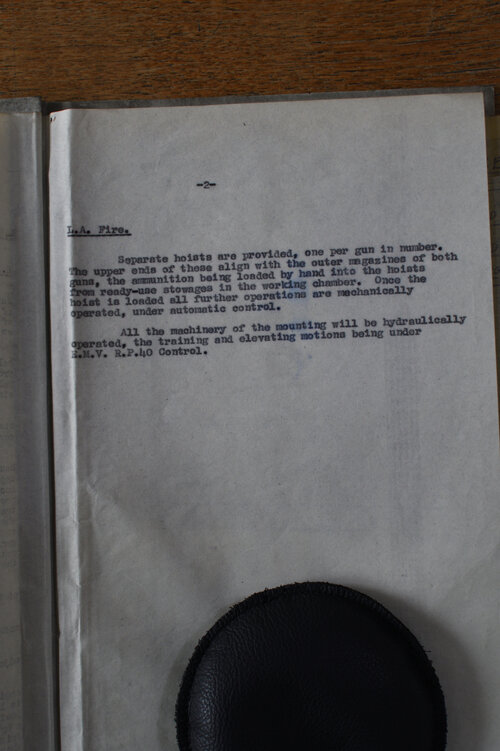 -2-
L.A. Fire.
Separate hoists are provided, one per gun in number.
The upper ends of these align with the outer magazines of both
guns, the ammunition being loaded by hand into the hoists
from ready-use stowages in the working chamber. Once the
hoist is loaded all further operations are mechanically
operated, under automatic control.
All the machinery of the mounting will be hydraulically
operated, the training and elevating motions being under
E.M.V. R.P.40 Control.